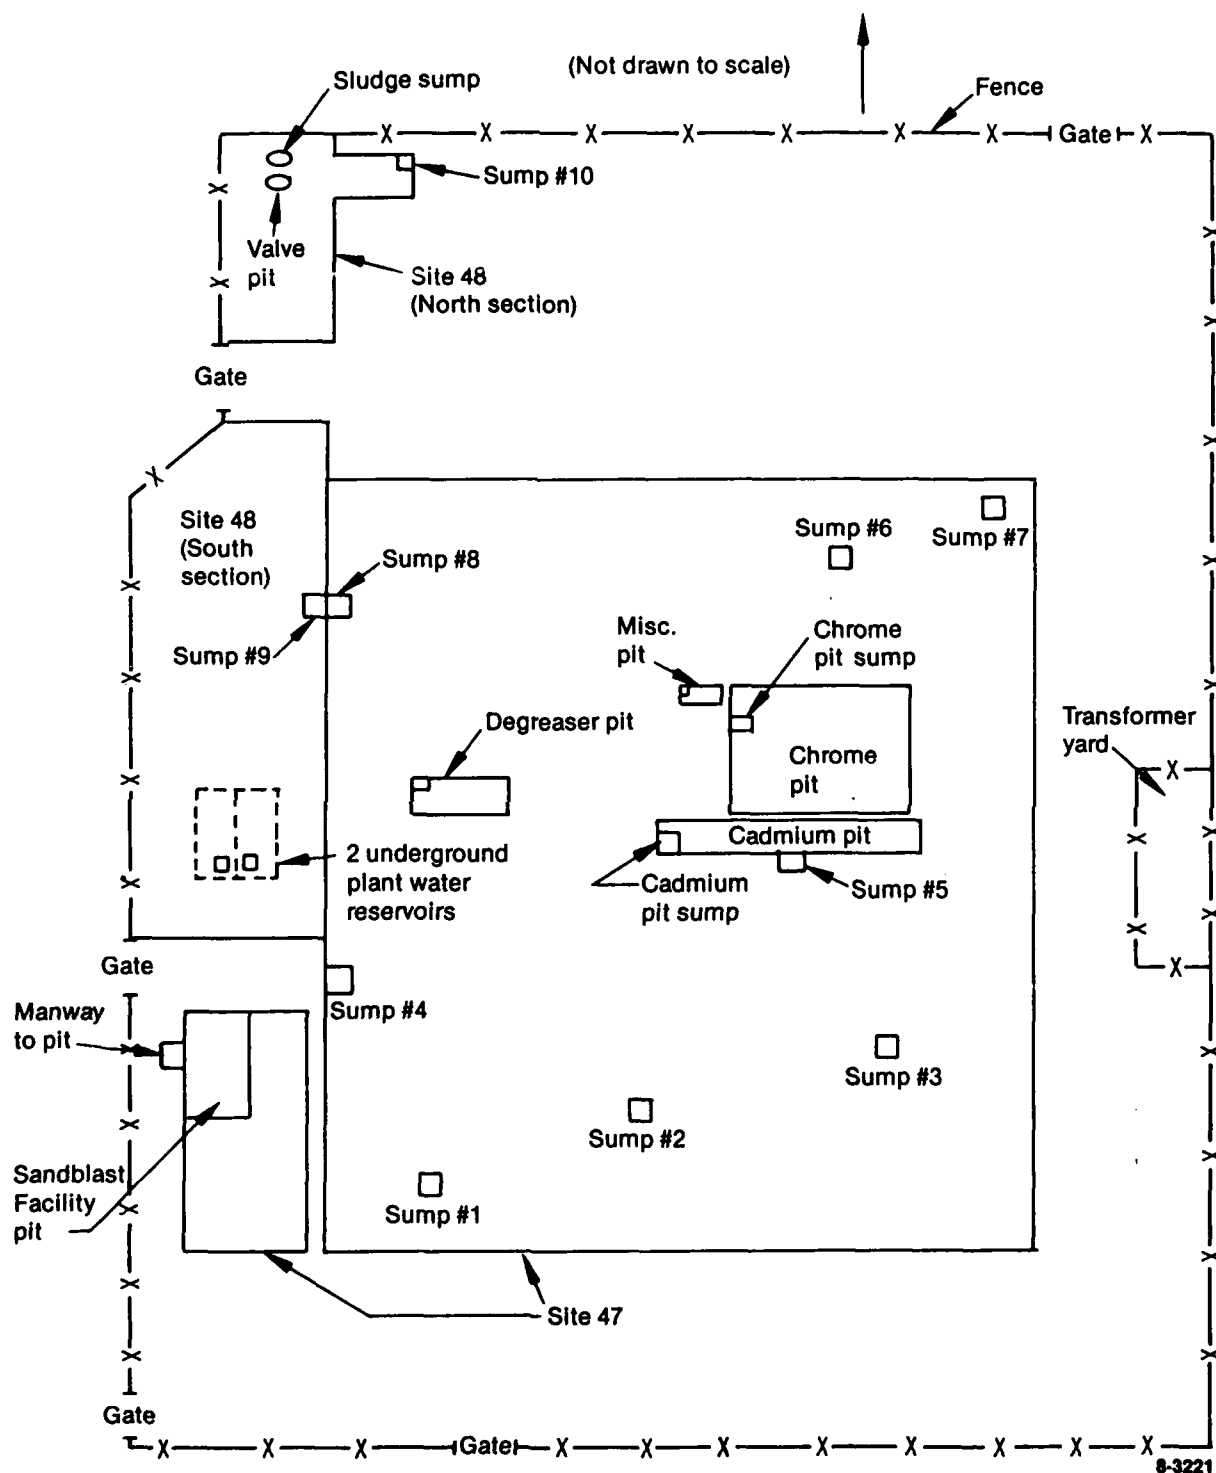 (Not drawn to scale)
Sludge sump
Fence
Gate
Sump #10
Valve
pit
Site 48
(North section)
Gate
Site 48
(South
section)
Sump #6
Sump #7
Sump #8
Sump #9
Misc.
pit
Chrome
pit sump
Degreaser pit
Transformer
yard
Chrome
pit
Cadmium pit
2 underground
plant water
reservoirs
Cadmium
pit sump
Sump #5
Gate
Manway
to pit
Sump #4
Sump #3
Sump #2
Sandblast
Facility
pit
Sump #1
Site 47
Gate
Gate
8-3221